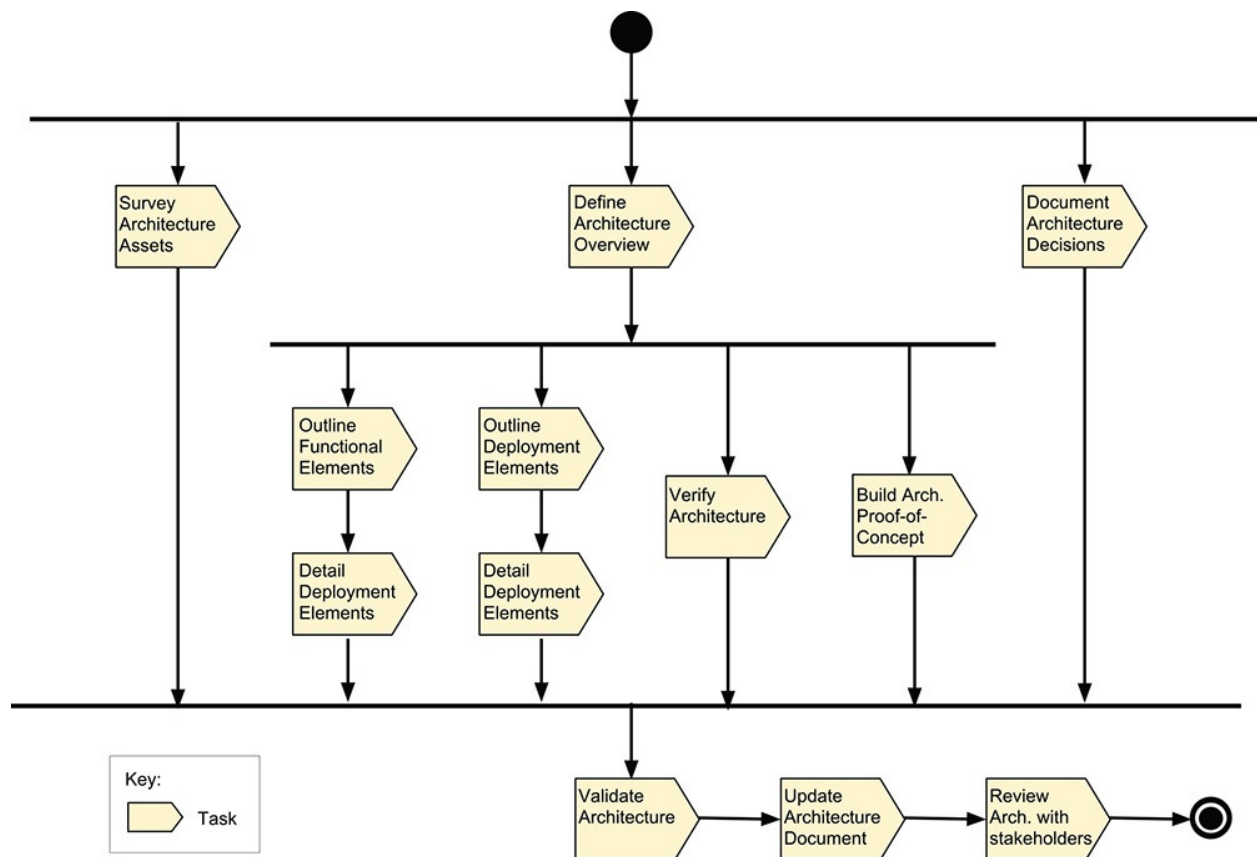 Survey
Architecture
Assets
Define
Architecture
Overview
Document
Architecture
Decisions
Outline
Functional
Elements
Outline
Deployment
Elements
Verify
Architecture
Build Arch.
Proof-of-
Concept
Detail
Deployment
Elements
Detail
Deployment
Elements
Key:
Task
Validate
Architecture
Update
Architecture
Document
Review
Arch. with
stakeholders